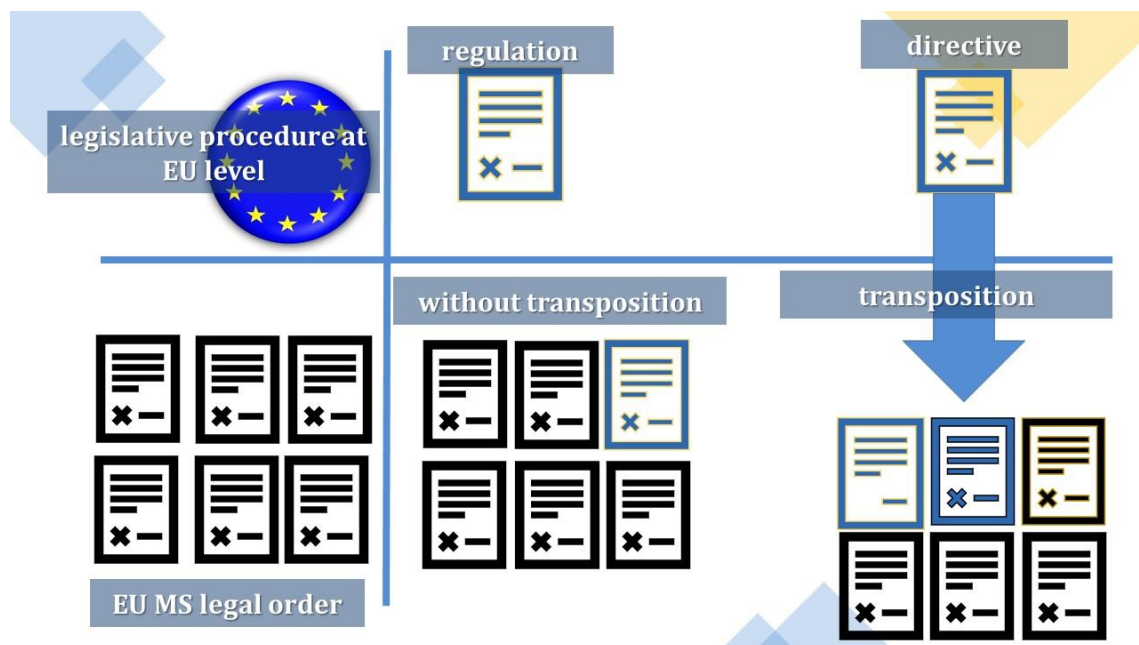 regulation
directive
legislative procedure at
EU level
without transposition
transposition
EU MS legal order